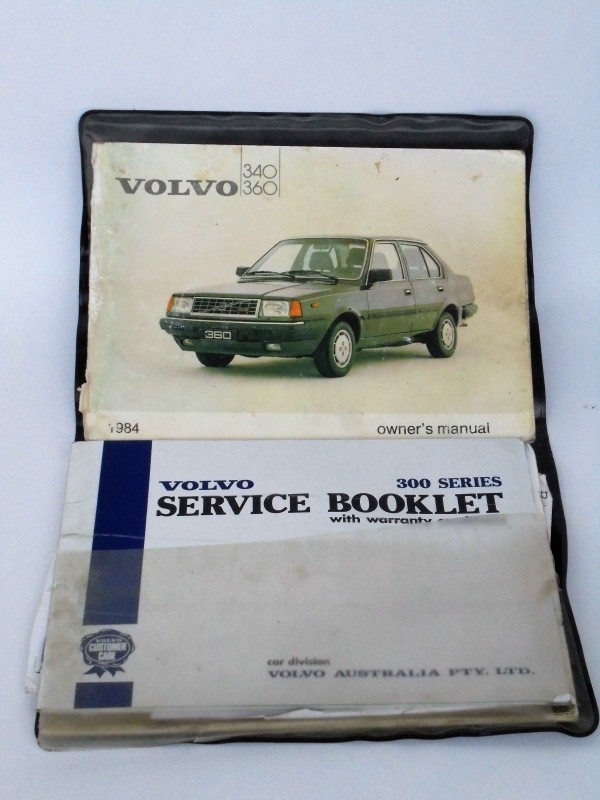 VOLVO 340
360
360
1984 owner's manual
VOLVO 300 SERIES
SERVICE BOOKLET
with warranty
VOLVO
CUSTOMER
CARE
car division
VOLVO AUSTRALIA PTY. LTD.